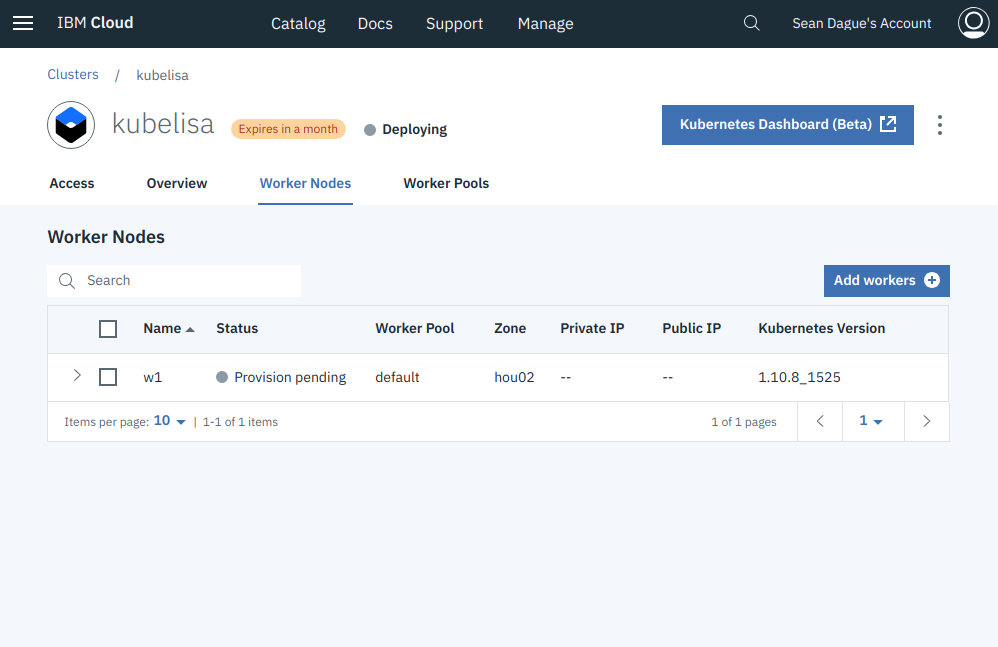 IBM Cloud Catalog Docs Support Manage Sean Dague's Account
Clusters / kubelisa
kubelisa Expires in a month Deploying Kubernetes Dashboard (Beta)
Access Overview Worker Nodes Worker Pools
Worker Nodes
Search Add workers
Name Status Worker Pool Zone Private IP Public IP Kubernetes Version
w1 Provision pending default hou02 -- -- 1.10.8_1525
Items per page: 10 | 1-1 of 1 items 1 of 1 pages 1